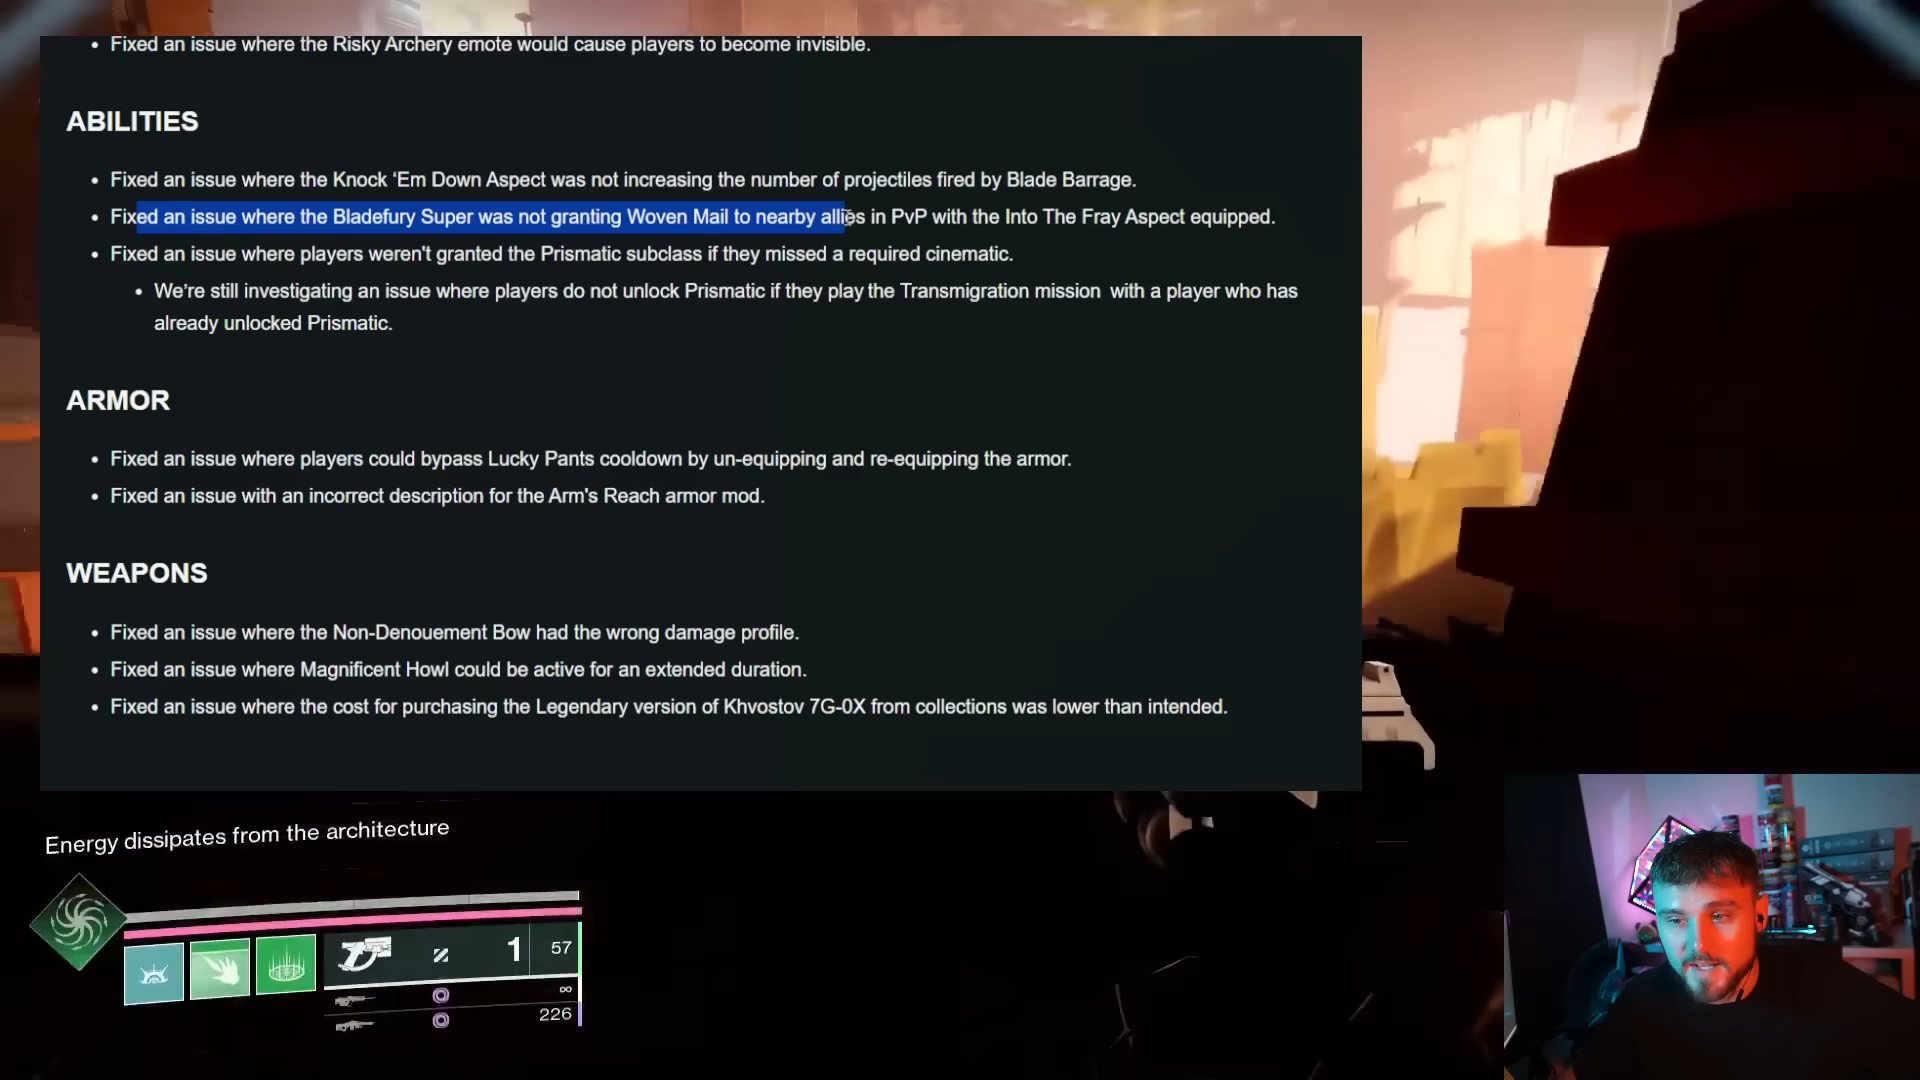 • Fixed an issue where the Risky Archery emote would cause players to become invisible.
ABILITIES
• Fixed an issue where the Knock ‘Em Down Aspect was not increasing the number of projectiles fired by Blade Barrage.
• Fixed an issue where the Bladefury Super was not granting Woven Mail to nearby allies in PvP with the Into The Fray Aspect equipped.
• Fixed an issue where players weren't granted the Prismatic subclass if they missed a required cinematic.
• We’re still investigating an issue where players do not unlock Prismatic if they play the Transmigration mission with a player who has
already unlocked Prismatic.
ARMOR
• Fixed an issue where players could bypass Lucky Pants cooldown by un-equipping and re-equipping the armor.
• Fixed an issue with an incorrect description for the Arm's Reach armor mod.
WEAPONS
• Fixed an issue where the Non-Denouement Bow had the wrong damage profile.
• Fixed an issue where Magnificent Howl could be active for an extended duration.
• Fixed an issue where the cost for purchasing the Legendary version of Khvostov 7G-0X from collections was lower than intended.
Energy dissipates from the architecture
1 57
∞
226